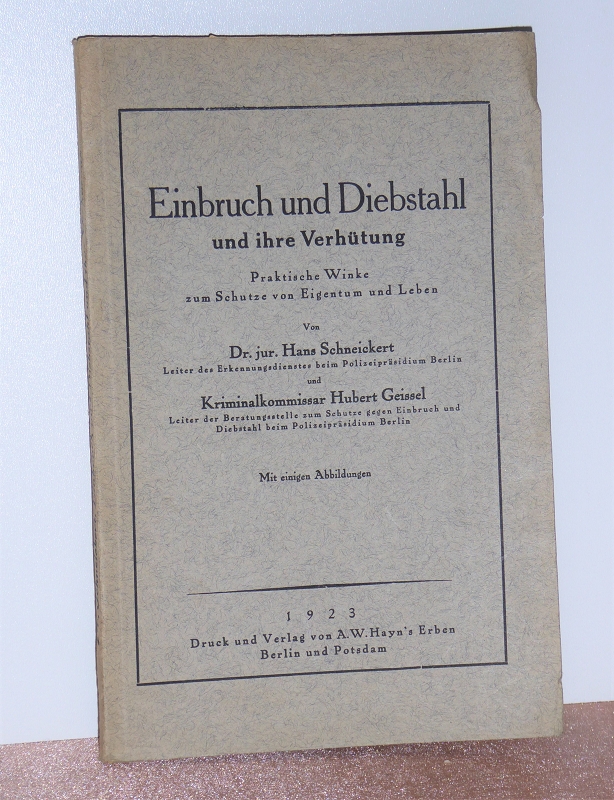 Einbruch und Diebstahl
und ihre Verhütung
Praktische Winke
zum Schutze von Eigentum und Leben
Von
Dr. jur. Hans Schneickert
Leiter des Erkennungsdienstes beim Polizeipräsidium Berlin
und
Kriminalkommissar Hubert Geissel
Leiter der Beratungsstelle zum Schutze gegen Einbruch und
Diebstahl beim Polizeipräsidium Berlin
Mit einigen Abbildungen
1923
Druck und Verlag von A.W.Hayn's Erben
Berlin und Potsdam